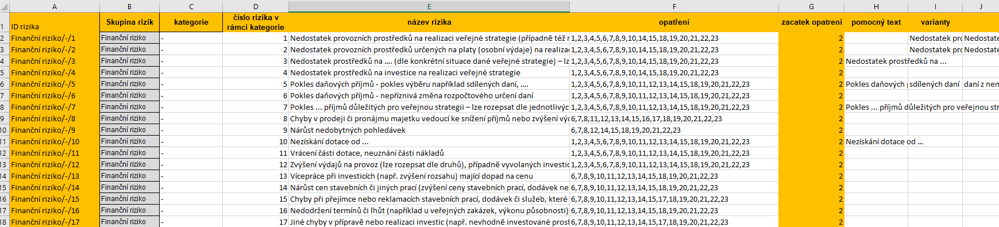 A B C D E F G H I J
1 ID rizika Skupina rizik kategorie číslo rizika v rámci kategorie název rizika opatření zacatek opatreni pomocný text varianty
2 Finanční riziko/-/1 Finanční riziko - 1 Nedostatek provozních prostředků na realizaci veřejné strategie (případně též 1,2,3,4,5,6,7,8,9,10,14,15,18,19,20,21,22,23 2 Nedostatek Nedostatek
3 Finanční riziko/-/2 Finanční riziko - 2 Nedostatek provozních prostředků určených na platy (osobní výdaje) na 1,2,3,4,5,6,7,8,9,10,14,15,18,19,20,21,22,23 2 Nedostatek Nedostatek
4 Finanční riziko/-/3 Finanční riziko - 3 Nedostatek prostředků na .... (dle konkrétní situace dané veřejné strategie) – 1,2,3,4,5,6,7,8,9,10,14,15,18,19,20,21,22,23 2 Nedostatek prostředků na ...
5 Finanční riziko/-/4 Finanční riziko - 4 Nedostatek prostředků na investice na realizaci veřejné strategie 1,2,3,4,5,6,7,8,9,10,14,15,18,19,20,21,22,23 2
6 Finanční riziko/-/5 Finanční riziko - 5 Pokles daňových příjmů - pokles výběru například sdílených daní, .... 1,2,3,4,5,6,7,8,9,10,11,12,13,14,15,18,19,20,21,22,23 2 Pokles daňových sdílených daní daní z
7 Finanční riziko/-/6 Finanční riziko - 6 Pokles daňových příjmů - nepříznivá změna rozpočtového určení daní 1,2,3,4,5,6,7,8,9,10,11,12,13,14,15,18,19,20,21,22,23 2
8 Finanční riziko/-/7 Finanční riziko - 7 Pokles ... příjmů důležitých pro veřejnou strategii – lze rozepsat dle 1,2,3,4,5,6,7,8,9,10,11,12,13,14,15,18,19,20,21,22,23 2 Pokles ... příjmů důležitých pro veřejnou
9 Finanční riziko/-/8 Finanční riziko - 8 Chyby v prodeji či pronájmu majetku vedoucí ke snížení příjmů nebo zvýšení 6,7,8,11,12,13,14,15,16,17,18,19,20,21,22,23 2
10 Finanční riziko/-/9 Finanční riziko - 9 Nárůst nedobytných pohledávek 6,7,8,12,14,15,18,19,20,21,22,23 2
11 Finanční riziko/-/10 Finanční riziko - 10 Nezískání dotace od ... 1,2,3,4,5,6,7,8,9,10,11,12,13,14,15,18,19,20,21,22,23 2 Nezískání dotace od ...
12 Finanční riziko/-/11 Finanční riziko - 11 Vrácení části dotace, neuznání části nákladů 1,2,3,4,5,6,7,8,9,10,11,12,13,14,15,18,19,20,21,22,23 2
13 Finanční riziko/-/12 Finanční riziko - 12 Zvýšení výdajů na provoz (lze rozepsat dle druhů), případně vyvolaných 1,2,3,4,5,6,7,8,9,10,11,12,13,14,15,18,19,20,21,22,23 2
14 Finanční riziko/-/13 Finanční riziko - 13 Vícepráce při investicích (např. zvýšení rozsahu) mající dopad na cenu 6,7,8,9,10,11,12,13,14,15,18,19,20,21,22,23 2
15 Finanční riziko/-/14 Finanční riziko - 14 Nárůst cen stavebních či jiných prací (zvýšení ceny stavebních prací, dodávek 6,7,8,9,10,11,12,13,14,15,18,19,20,21,22,23 2
16 Finanční riziko/-/15 Finanční riziko - 15 Chyby při přejímce nebo reklamacích stavebních prací, dodávek či služeb, které 6,7,8,9,10,11,12,13,14,15,17,18,19,20,21,22,23 2
17 Finanční riziko/-/16 Finanční riziko - 16 Nedodržení termínů či lhůt (například u veřejných zakázek, výkonu působnosti) 6,7,8,9,10,11,12,13,14,15,18,19,20,21,22,23 2
18 Finanční riziko/-/17 Finanční riziko - 17 Jiné chyby v přípravě nebo realizaci investic (např. nevhodně investované 6,7,8,9,10,11,12,13,14,15,17,18,19,20,21,22,23 2